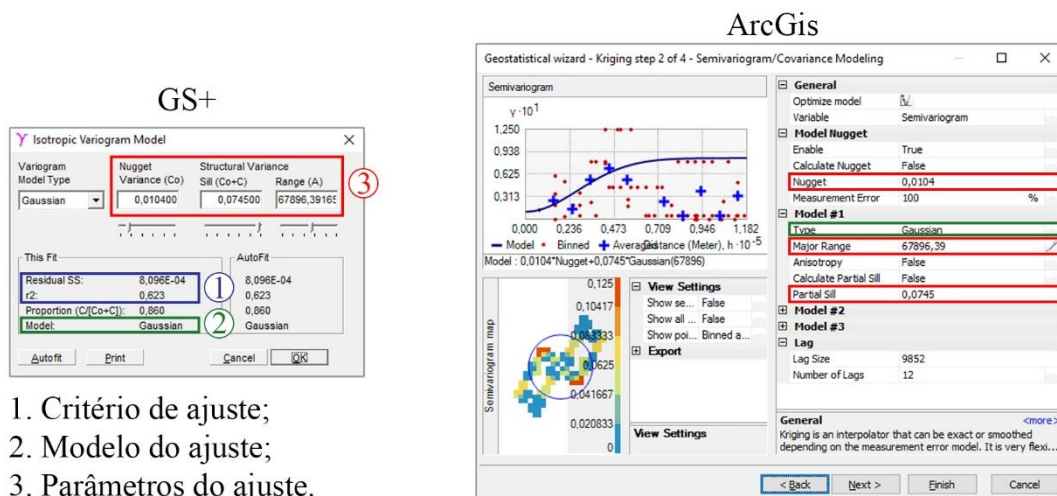 GS+
Isotropic Variogram Model
Variogram
Model Type
Gaussian
Nugget
Variance (Co)
0,010400
Structural Variance
Sill (Co+C)
0,074500
Range (A)
67896,39165
3
This Fit
Residual SS: 8,096E-04
r2: 0,623
Proportion (C/[Co+C]): 0,860
Model: Gaussian
1
2
AutoFit
8,096E-04
0,623
0,860
Gaussian
Autofit
Print
Cancel
OK
1. Critério de ajuste;
2. Modelo do ajuste;
3. Parâmetros do ajuste.
ArcGis
Geostatistical wizard - Kriging step 2 of 4 - Semivariogram/Covariance Modeling
Semivariogram
γ·10¹
1,250
0,938
0,625
0,313
0,000 0,236 0,473 0,709 0,946 1,182
Model Binned Averaged Distance (Meter), h·10⁻⁵
Model : 0,0104*Nugget+0,0745*Gaussian(67896)
Semivariogram map
0,125
0,10417
0,083333
0,0625
0,041667
0,020833
0
View Settings
Show se... False
Show all ... False
Show poi... Binned a...
Export
View Settings
General
Optimize model
Variable Semivariogram
Model Nugget
Enable True
Calculate Nugget False
Nugget 0,0104
Measurement Error 100 %
Model #1
Type Gaussian
Major Range 67896,39
Anisotropy False
Calculate Partial Sill False
Partial Sill 0,0745
Model #2
Model #3
Lag
Lag Size 9852
Number of Lags 12
General <more>
Kriging is an interpolator that can be exact or smoothed
depending on the measurement error model. It is very flexi...
< Back
Next >
Finish
Cancel